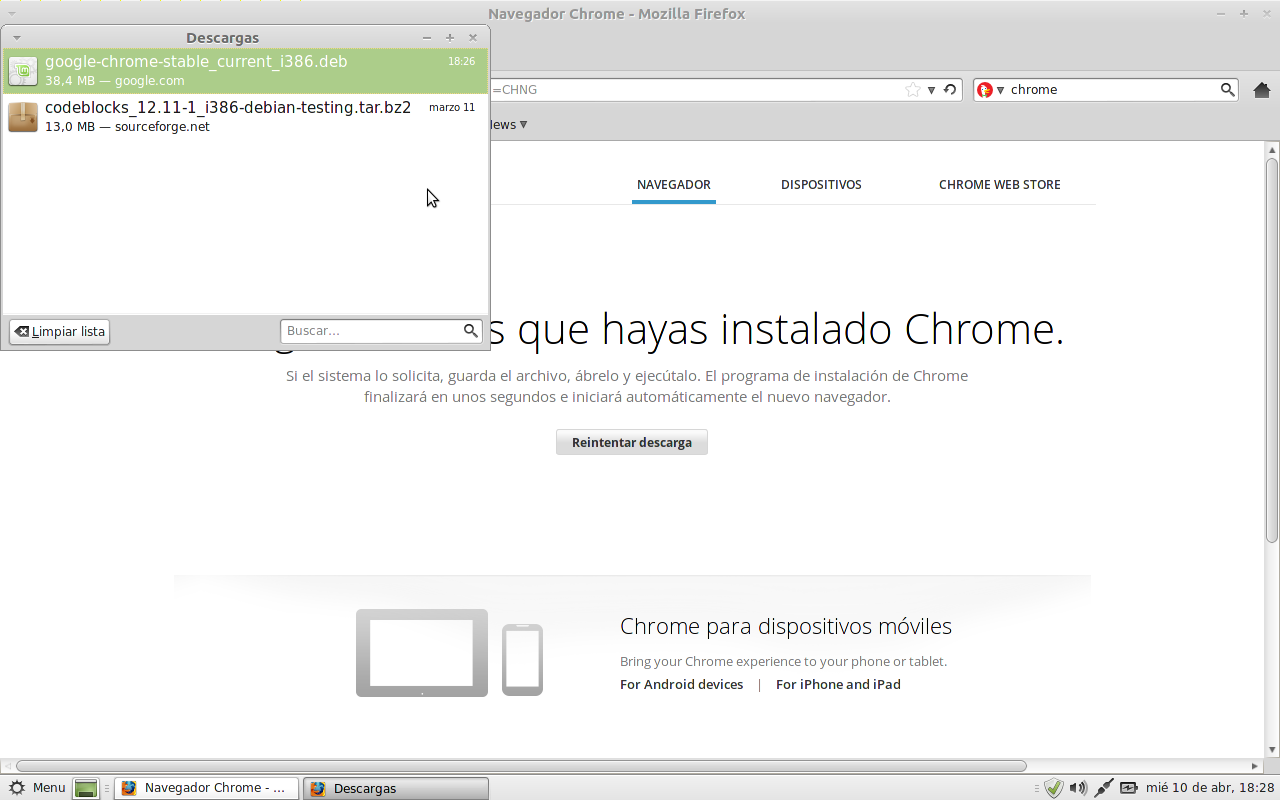 Navegador Chrome - Mozilla Firefox
Descargas
google-chrome-stable_current_i386.deb 18:26
38,4 MB — google.com
codeblocks_12.11-1_i386-debian-testing.tar.bz2 marzo 11
13,0 MB — sourceforge.net
Limpiar lista
Buscar...
=CHNG
chrome
NAVEGADOR DISPOSITIVOS CHROME WEB STORE
que hayas instalado Chrome.
Si el sistema lo solicita, guarda el archivo, ábrelo y ejecútalo. El programa de instalación de Chrome
finalizará en unos segundos e iniciará automáticamente el nuevo navegador.
Reintentar descarga
Chrome para dispositivos móviles
Bring your Chrome experience to your phone or tablet.
For Android devices | For iPhone and iPad
Menu Navegador Chrome - ... Descargas mié 10 de abr, 18:28